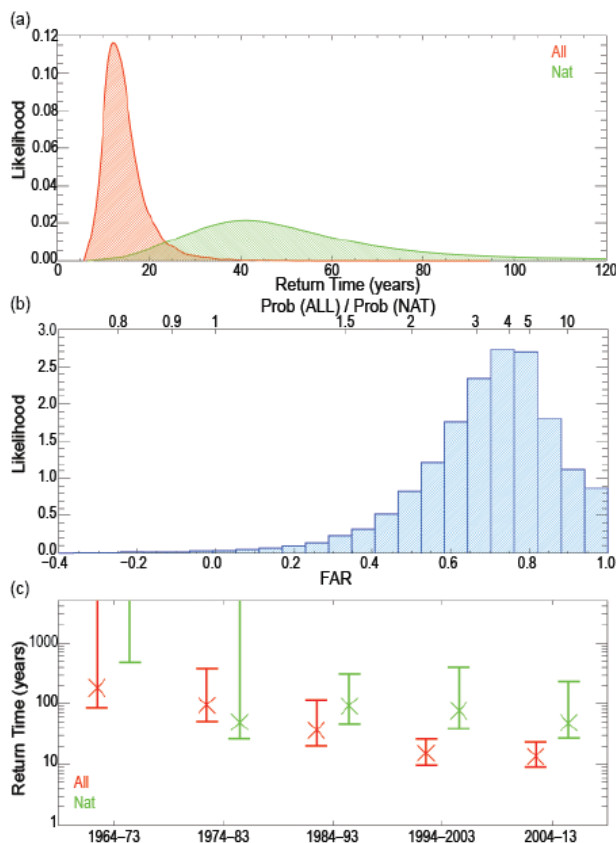 (a)
0.12
0.10
0.08
0.06
0.04
0.02
0.00
Likelihood
All
Nat
0 20 40 60 80 100 120
Return Time (years)
(b)
Prob (ALL) / Prob (NAT)
0.8 0.9 1 1.5 2 3 4 5 10
3.0
2.5
2.0
1.5
1.0
0.5
0.0
Likelihood
−0.4 −0.2 0.0 0.2 0.4 0.6 0.8 1.0
FAR
(c)
1000
100
10
1
Return Time (years)
All
Nat
1964−73 1974−83 1984−93 1994−2003 2004−13